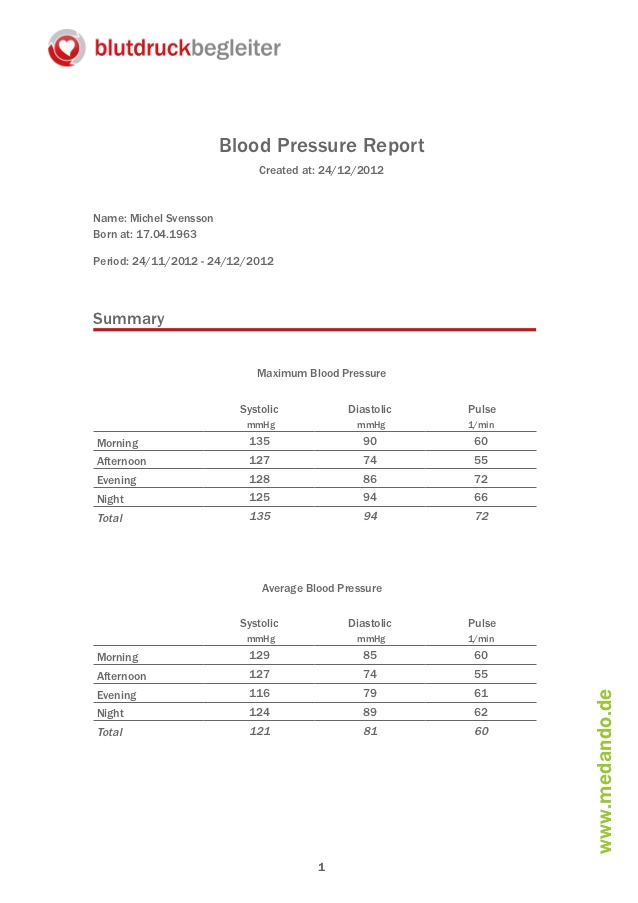 blutdruckbegleiter
Blood Pressure Report
Created at: 24/12/2012
Name: Michel Svensson
Born at: 17.04.1963
Period: 24/11/2012 - 24/12/2012
Summary
Maximum Blood Pressure
Systolic Diastolic Pulse
mmHg mmHg 1/min
Morning 135 90 60
Afternoon 127 74 55
Evening 128 86 72
Night 125 94 66
Total 135 94 72
Average Blood Pressure
Systolic Diastolic Pulse
mmHg mmHg 1/min
Morning 129 85 60
Afternoon 127 74 55
Evening 116 79 61
Night 124 89 62
Total 121 81 60
www.medando.de
1